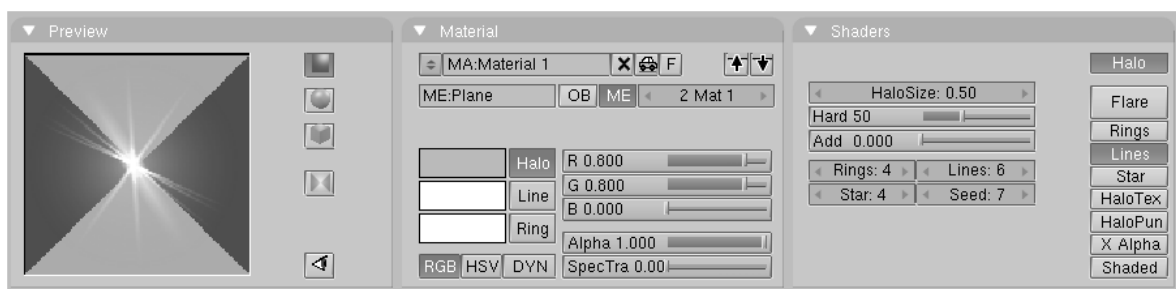 Preview
Material
MA:Material 1
F
ME:Plane
OB
ME
2 Mat 1
Halo
Line
Ring
R 0.800
G 0.800
B 0.000
Alpha 1.000
SpecTra 0.00
RGB
HSV
DYN
Shaders
HaloSize: 0.50
Hard 50
Add 0.000
Rings: 4
Lines: 6
Star: 4
Seed: 7
Halo
Flare
Rings
Lines
Star
HaloTex
HaloPun
X Alpha
Shaded